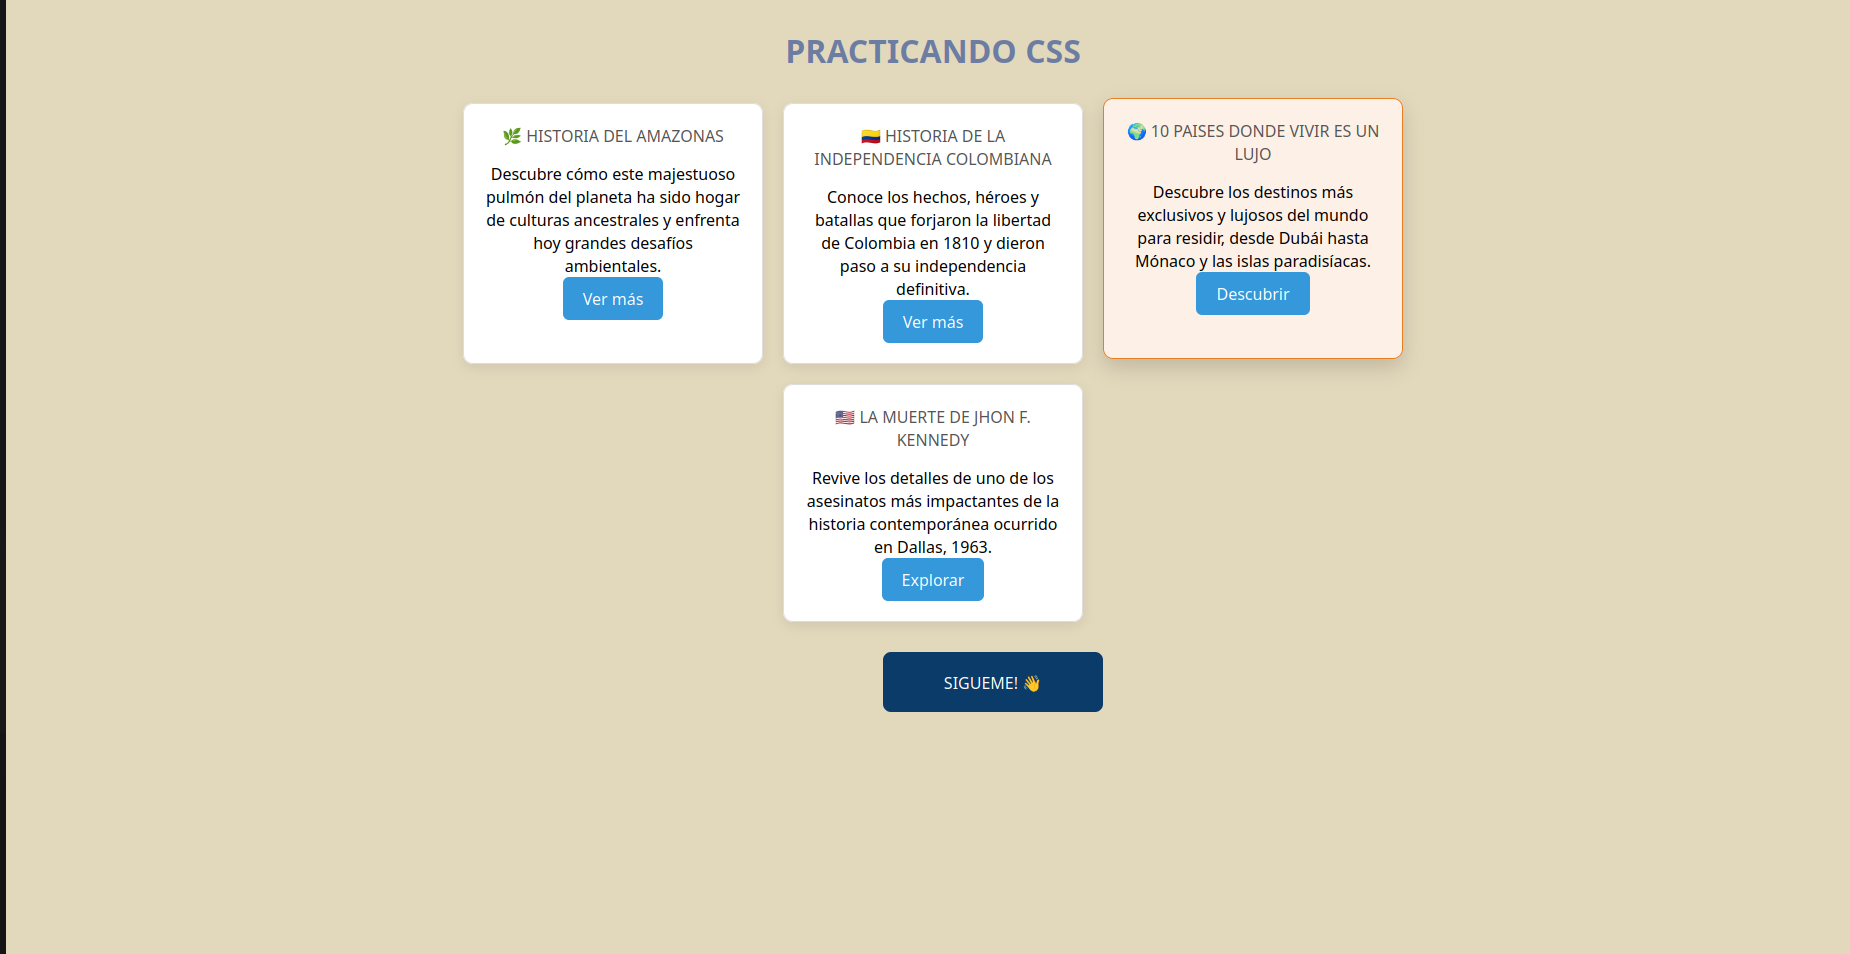 PRACTICANDO CSS
🌿 HISTORIA DEL AMAZONAS
Descubre cómo este majestuoso
pulmón del planeta ha sido hogar
de culturas ancestrales y enfrenta
hoy grandes desafíos
ambientales.
Ver más
🇨🇴 HISTORIA DE LA
INDEPENDENCIA COLOMBIANA
Conoce los hechos, héroes y
batallas que forjaron la libertad
de Colombia en 1810 y dieron
paso a su independencia
definitiva.
Ver más
🌍 10 PAISES DONDE VIVIR ES UN
LUJO
Descubre los destinos más
exclusivos y lujosos del mundo
para residir, desde Dubái hasta
Mónaco y las islas paradisíacas.
Descubrir
🇺🇸 LA MUERTE DE JHON F.
KENNEDY
Revive los detalles de uno de los
asesinatos más impactantes de la
historia contemporánea ocurrido
en Dallas, 1963.
Explorar
SIGUEME! 👋